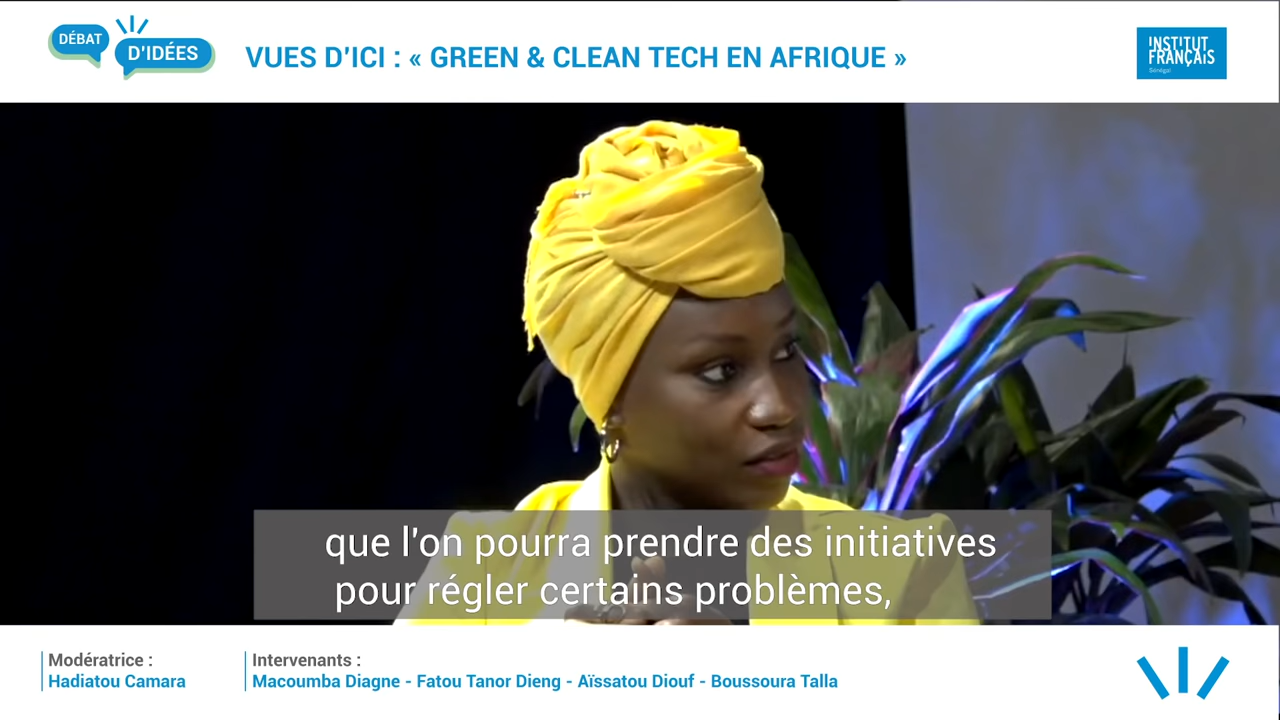 DÉBAT
D'IDÉES
VUES D'ICI : « GREEN & CLEAN TECH EN AFRIQUE »
INSTITUT
FRANÇAIS
Sénégal
que l'on pourra prendre des initiatives
pour régler certains problèmes,
Modératrice :
Hadiatou Camara
Intervenants :
Macoumba Diagne - Fatou Tanor Dieng - Aïssatou Diouf - Boussoura Talla